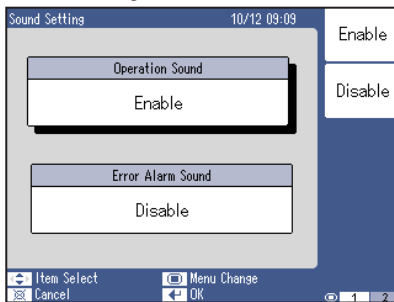 Sound Setting 10/12 09:09
Enable
Disable
Operation Sound
Enable
Error Alarm Sound
Disable
Item Select Menu Change
Cancel OK 1 2